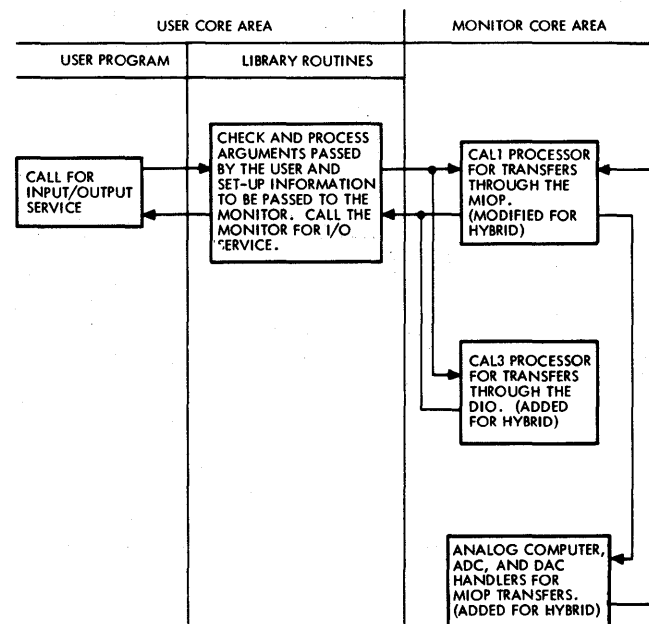 USER CORE AREA
MONITOR CORE AREA
USER PROGRAM
LIBRARY ROUTINES
CALL FOR
INPUT/OUTPUT
SERVICE
CHECK AND PROCESS
ARGUMENTS PASSED
BY THE USER AND
SET-UP INFORMATION
TO BE PASSED TO THE
MONITOR. CALL THE
MONITOR FOR I/O
SERVICE.
CAL1 PROCESSOR
FOR TRANSFERS
THROUGH THE
MIOP.
(MODIFIED FOR
HYBRID)
CAL3 PROCESSOR
FOR TRANSFERS
THROUGH THE
DIO. (ADDED
FOR HYBRID)
ANALOG COMPUTER,
ADC, AND DAC
HANDLERS FOR
MIOP TRANSFERS.
(ADDED FOR HYBRID)